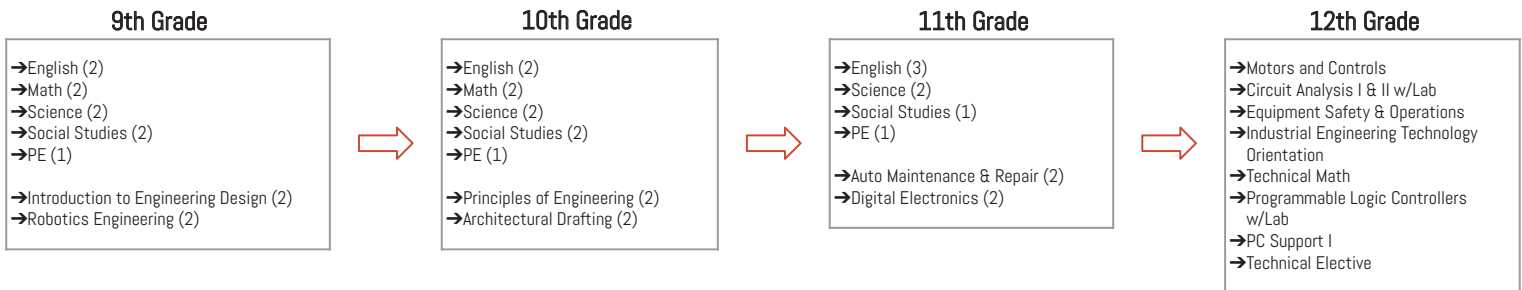 9th Grade
➔English (2)
➔Math (2)
➔Science (2)
➔Social Studies (2)
➔PE (1)
➔Introduction to Engineering Design (2)
➔Robotics Engineering (2)
10th Grade
➔English (2)
➔Math (2)
➔Science (2)
➔Social Studies (2)
➔PE (1)
➔Principles of Engineering (2)
➔Architectural Drafting (2)
11th Grade
➔English (3)
➔Science (2)
➔Social Studies (1)
➔PE (1)
➔Auto Maintenance & Repair (2)
➔Digital Electronics (2)
12th Grade
➔Motors and Controls
➔Circuit Analysis I & II w/Lab
➔Equipment Safety & Operations
➔Industrial Engineering Technology
Orientation
➔Technical Math
➔Programmable Logic Controllers
w/Lab
➔PC Support I
➔Technical Elective